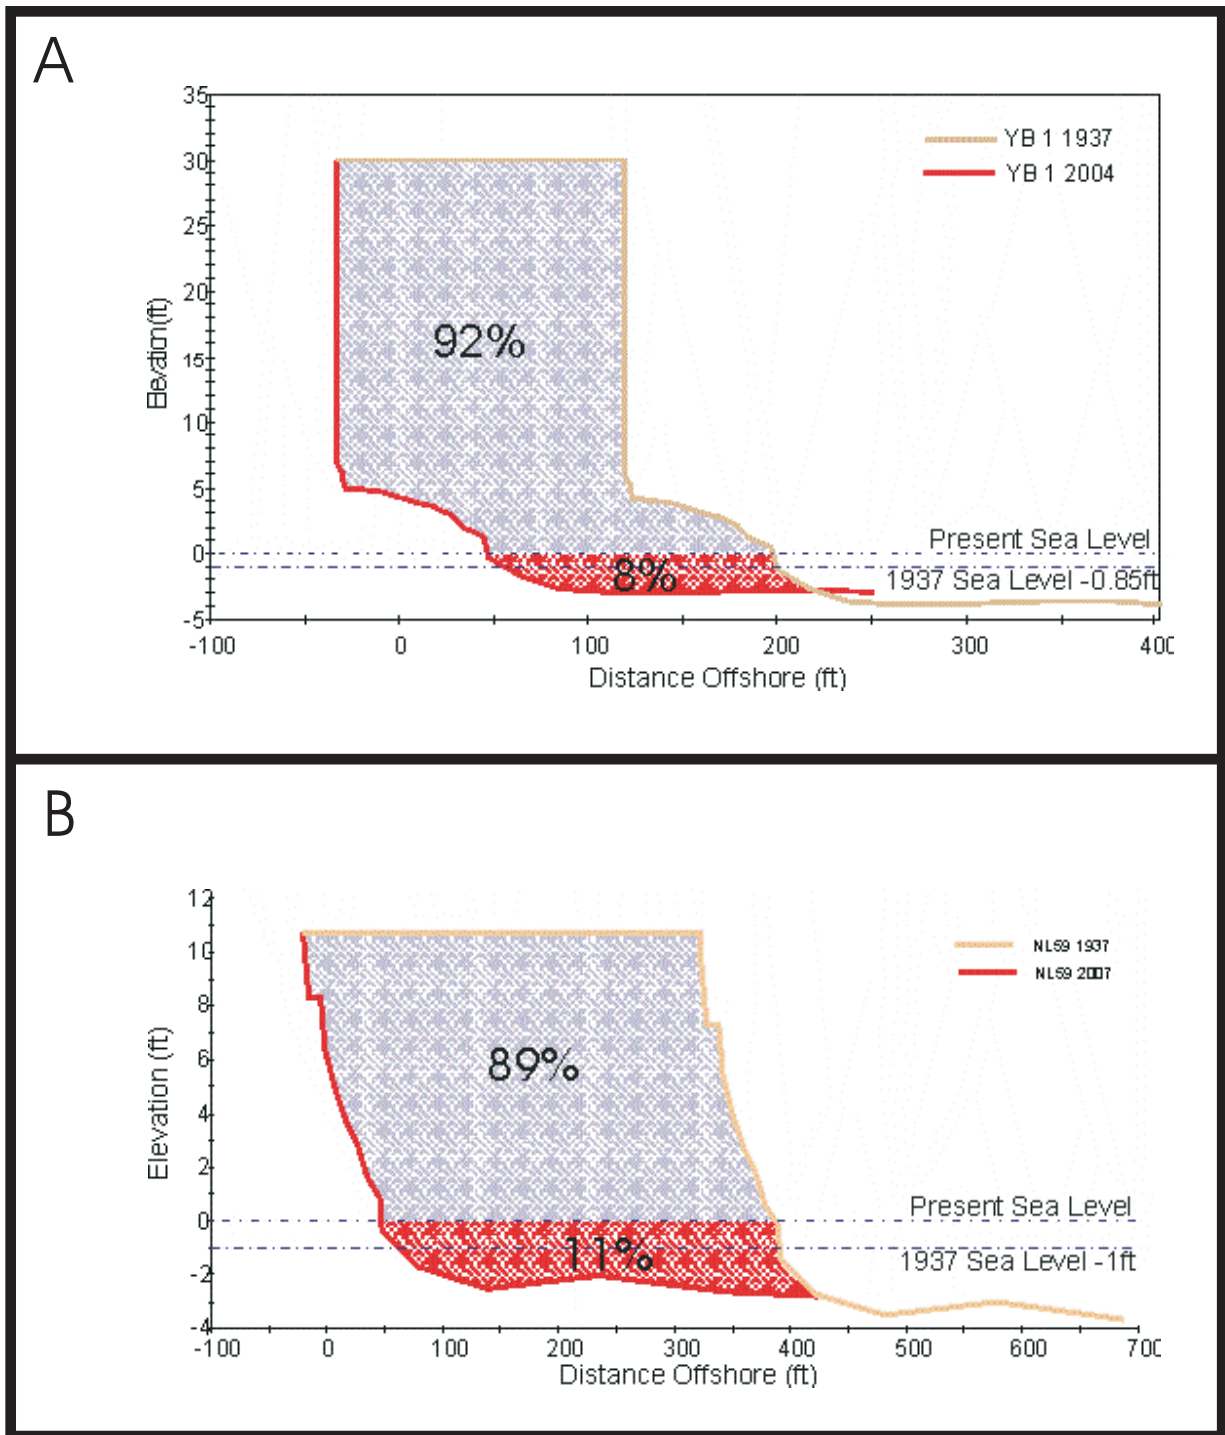 A
35
30
25
20
15
10
5
0
-5
Elevation (ft)
YB 1 1937
YB 1 2004
92%
8%
Present Sea Level
1937 Sea Level -0.85ft
-100 0 100 200 300 400
Distance Offshore (ft)
B
12
10
8
6
4
2
0
-2
-4
Elevation (ft)
NL59 1937
NL59 2007
89%
11%
Present Sea Level
1937 Sea Level -1ft
-100 0 100 200 300 400 500 600 700
Distance Offshore (ft)